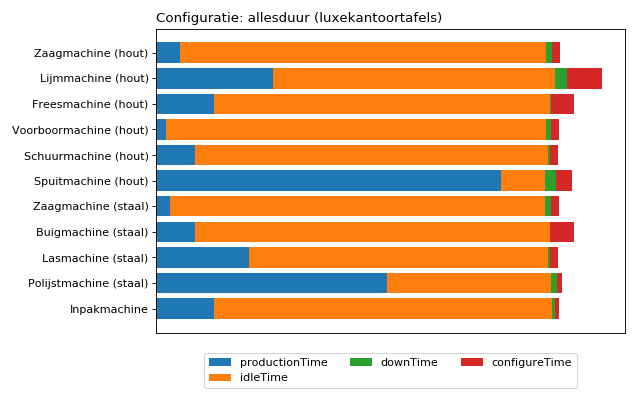 Configuratie: allesduur (luxekantoortafels)
Zaagmachine (hout)
Lijmmachine (hout)
Freesmachine (hout)
Voorboormachine (hout)
Schuurmachine (hout)
Spuitmachine (hout)
Zaagmachine (staal)
Buigmachine (staal)
Lasmachine (staal)
Polijstmachine (staal)
Inpakmachine
productionTime
idleTime
downTime
configureTime